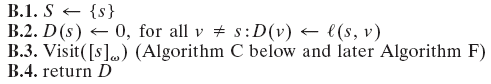 B.1. S ← {s}
B.2. D(s) ← 0, for all v ≠ s: D(v) ← ℓ(s, v)
B.3. Visit([s]ω) (Algorithm C below and later Algorithm F)
B.4. return D